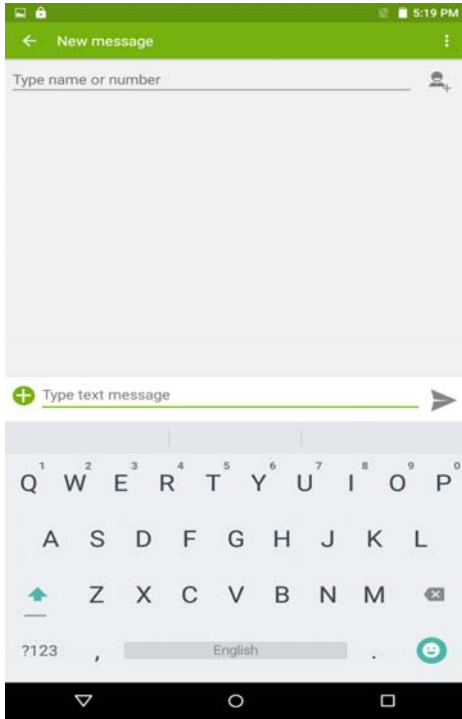 5:19 PM
New message
Type name or number
Type text message
1 2 3 4 5 6 7 8 9 0
Q W E R T Y U I O P
A S D F G H J K L
Z X C V B N M
?123 , English .